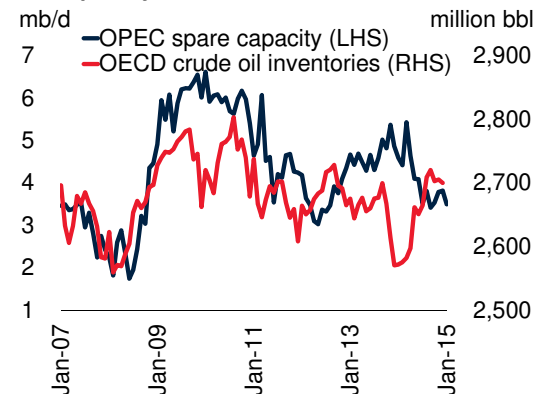 mb/d
million bbl
OPEC spare capacity (LHS)
OECD crude oil inventories (RHS)
7
6
5
4
3
2
1
2,900
2,800
2,700
2,600
2,500
Jan-07
Jan-09
Jan-11
Jan-13
Jan-15